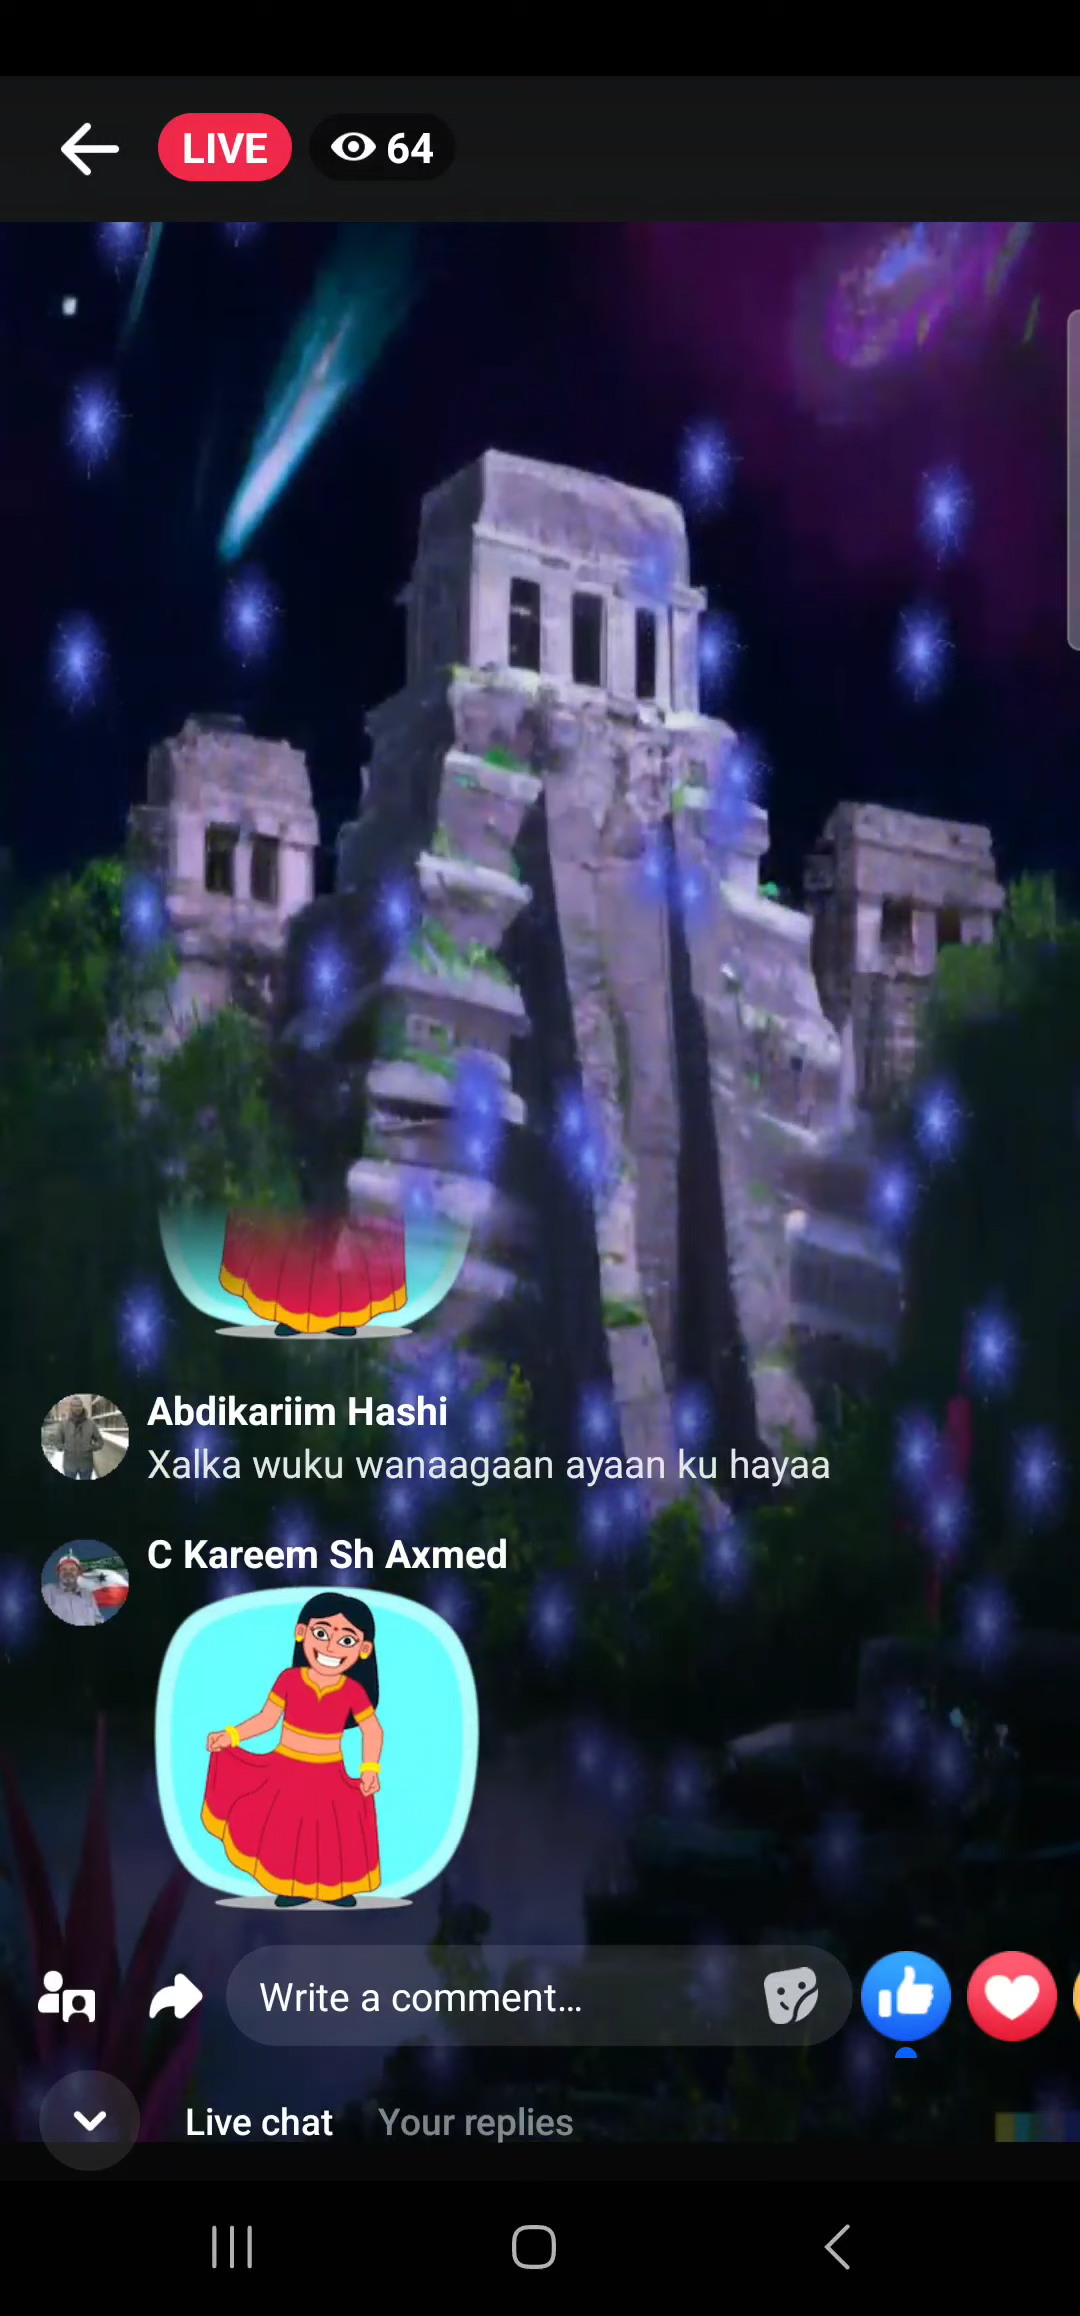 LIVE 64
Abdikariim Hashi
Xalka wuku wanaagaan ayaan ku hayaa
C Kareem Sh Axmed
Write a comment...
Live chat Your replies